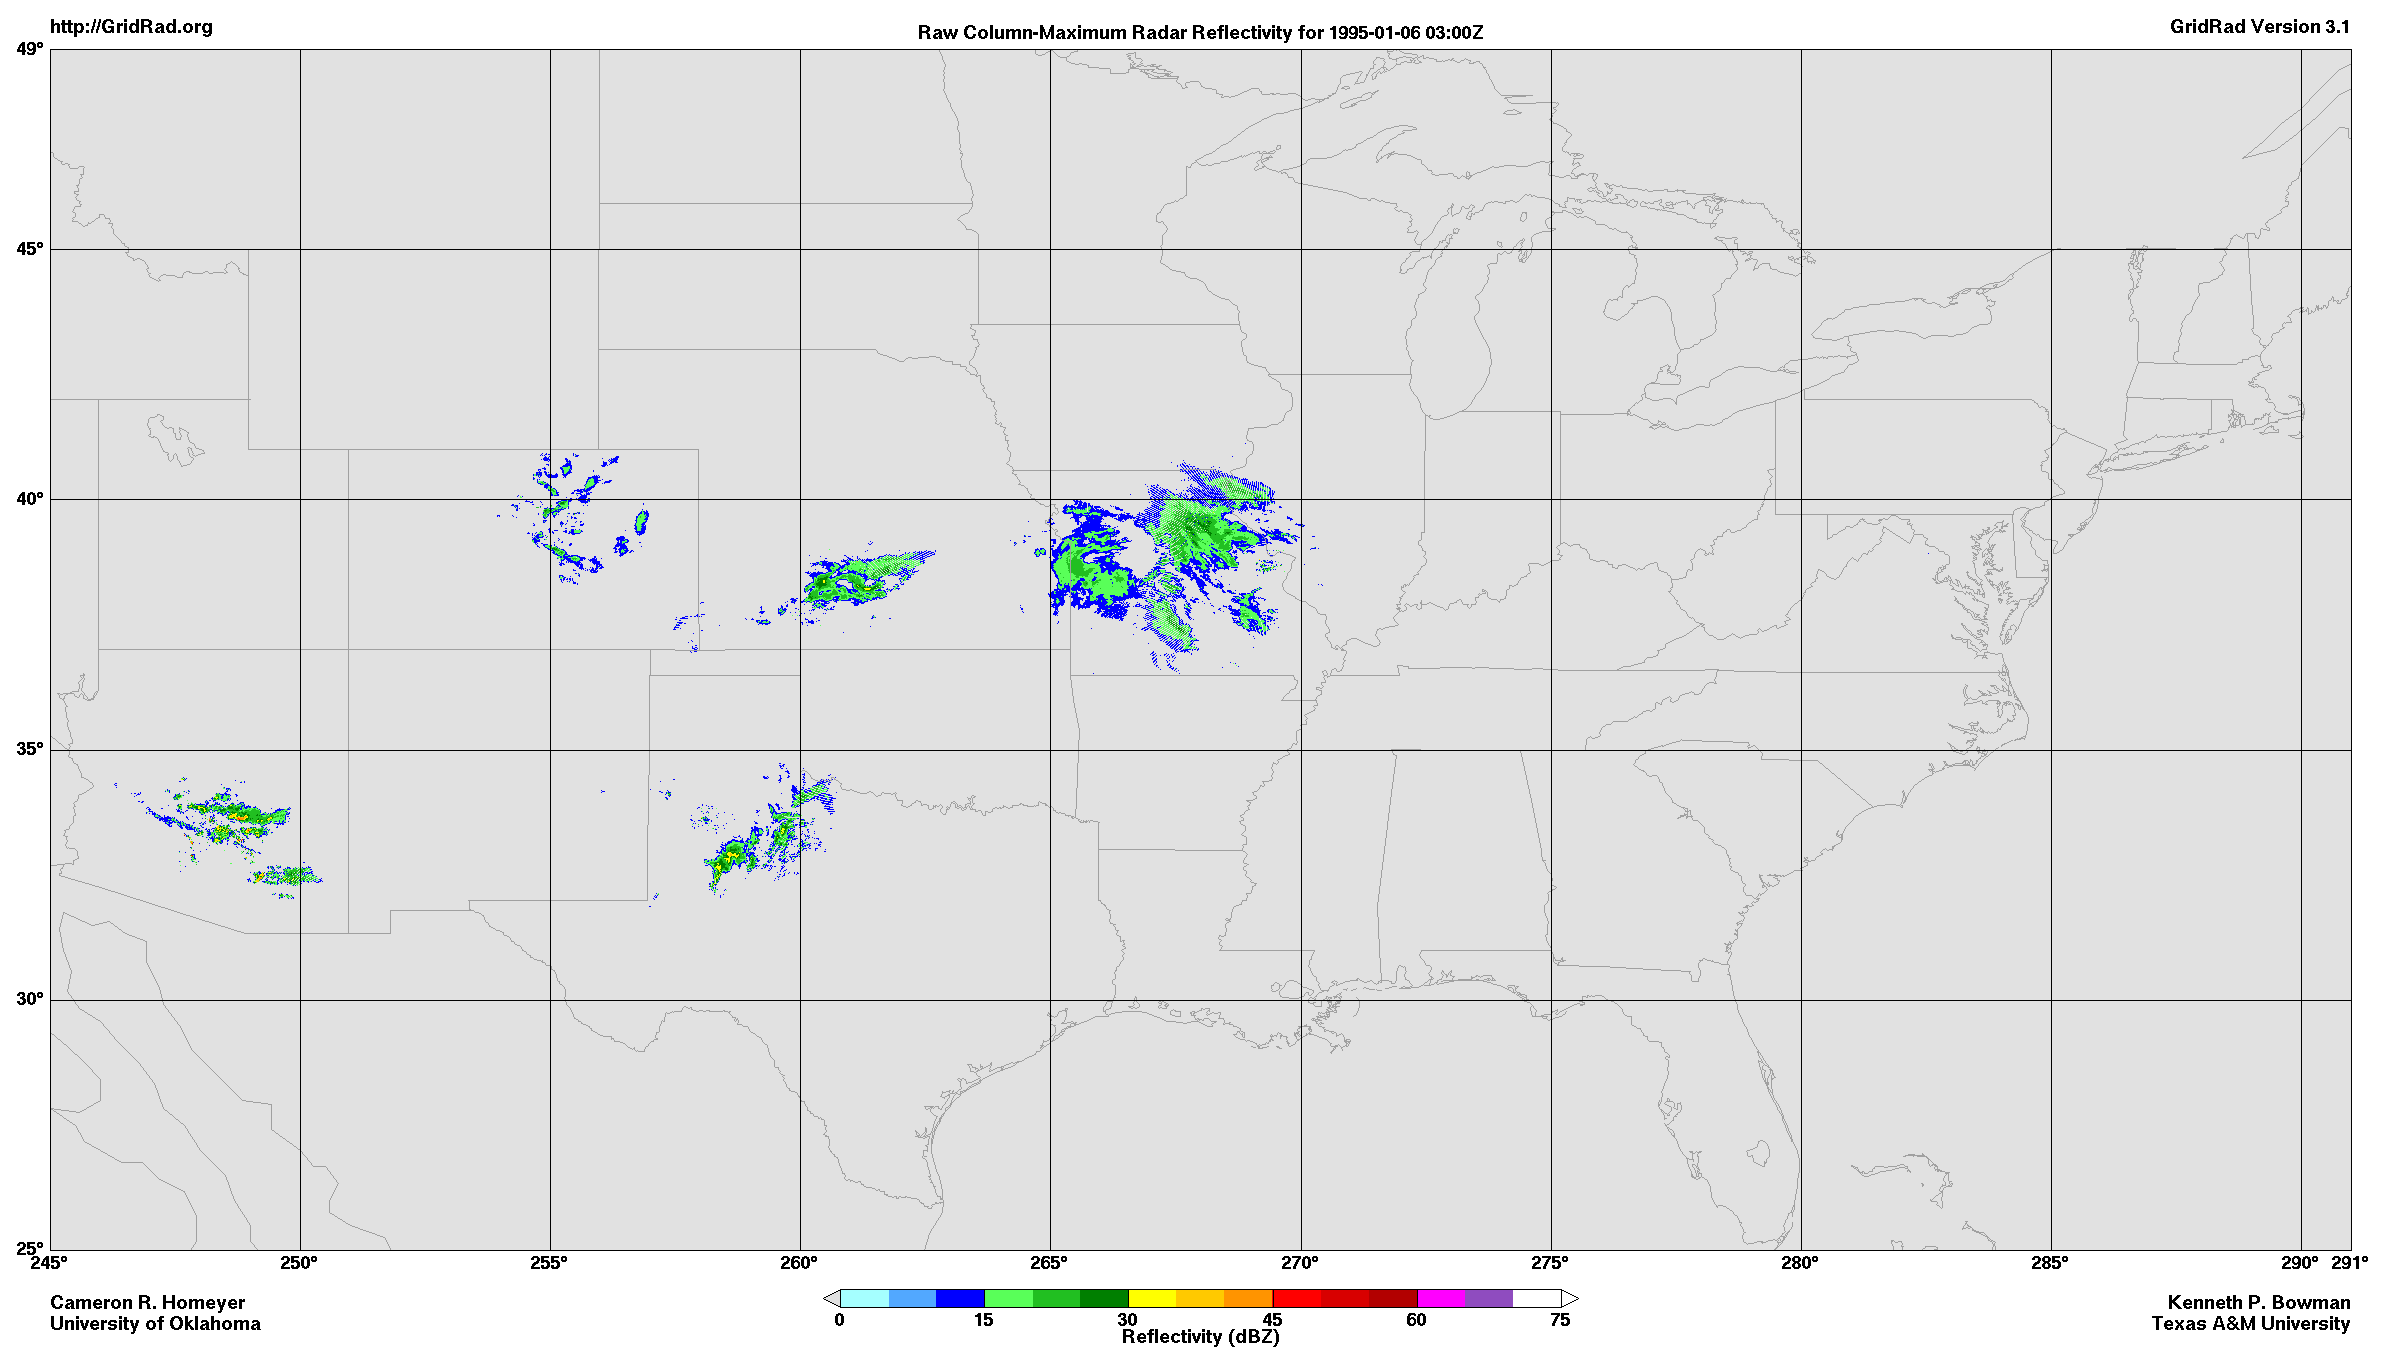 http://GridRad.org
Raw Column-Maximum Radar Reflectivity for 1995-01-06 03:00Z
GridRad Version 3.1
49°
45°
40°
35°
30°
25°
245° 250° 255° 260° 265° 270° 275° 280° 285° 290° 291°
0 15 30 45 60 75
Reflectivity (dBZ)
Cameron R. Homeyer
University of Oklahoma
Kenneth P. Bowman
Texas A&M University